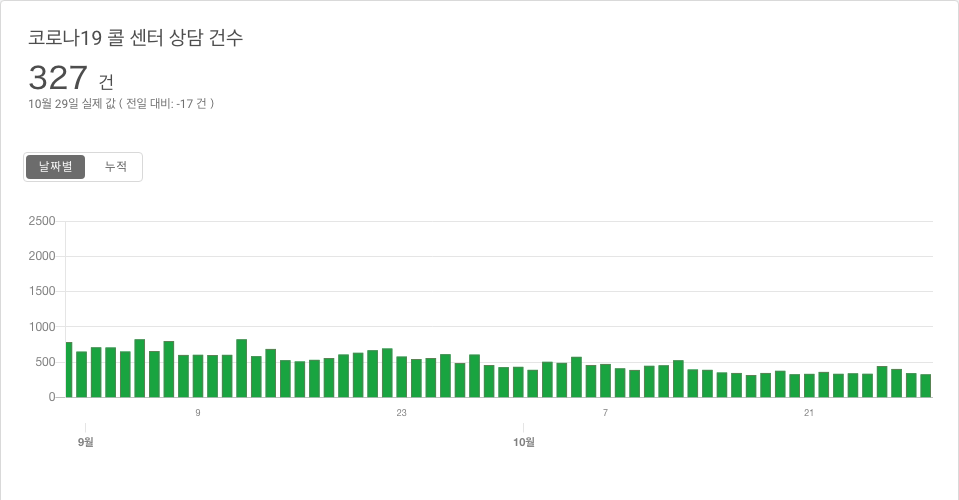 코로나19 콜 센터 상담 건수
327 건
10월 29일 실제 값 ( 전일 대비: -17 건 )
날짜별 누적
2500
2000
1500
1000
500
0
9 23 7 21
9월 10월